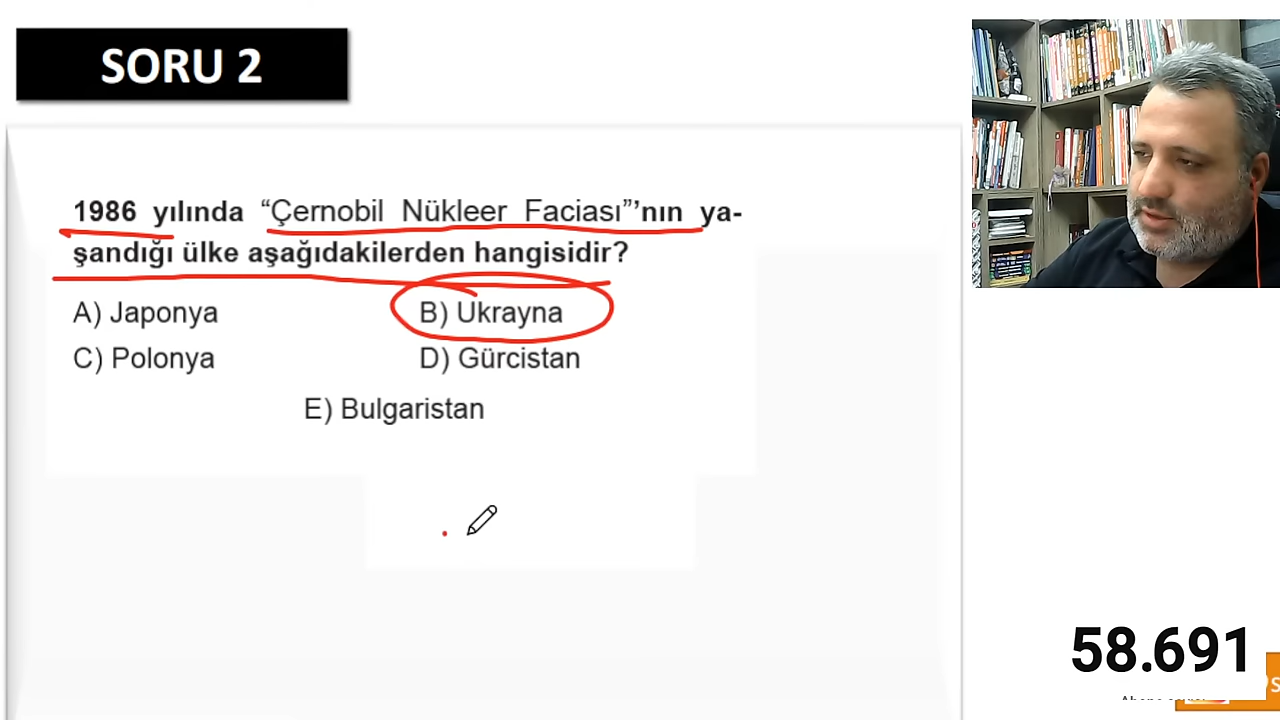 SORU 2
1986 yılında “Çernobil Nükleer Faciası”’nın ya-
şandığı ülke aşağıdakilerden hangisidir?
A) Japonya
B) Ukrayna
C) Polonya
D) Gürcistan
E) Bulgaristan
58.691